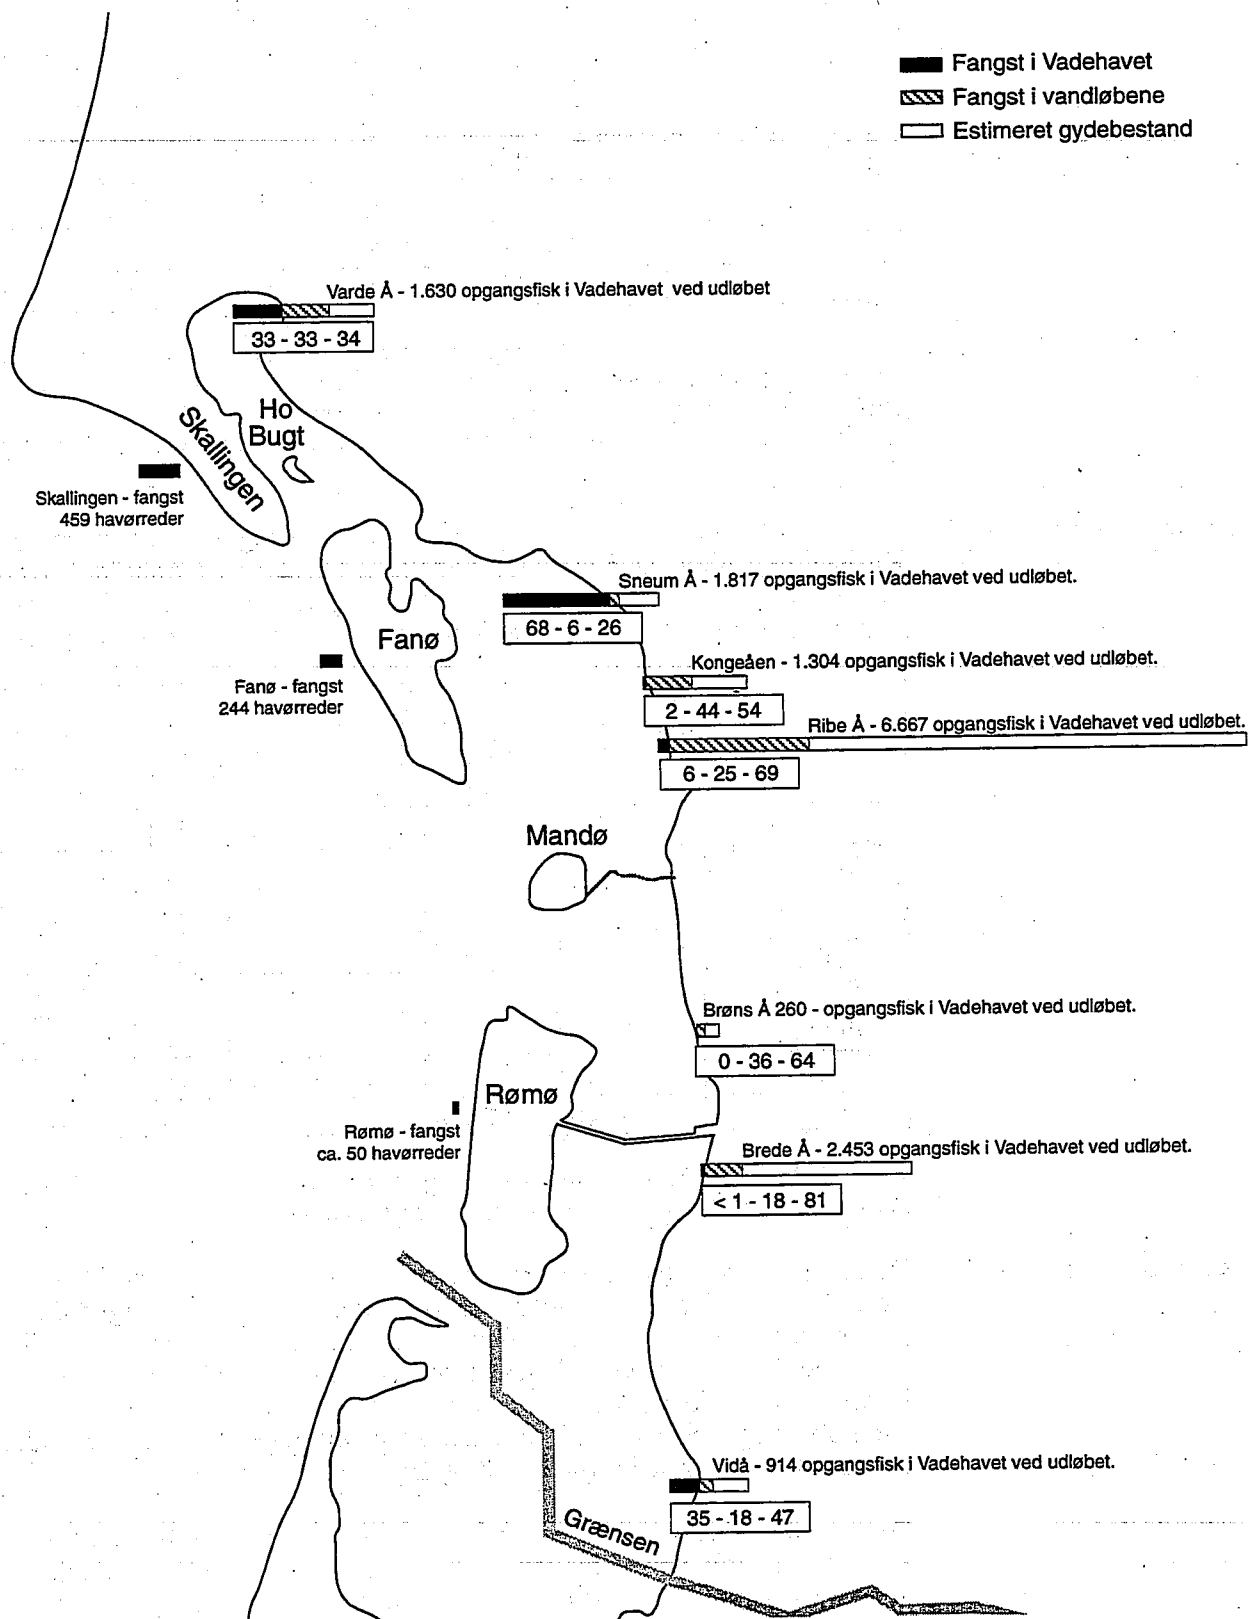 Fangst i Vadehavet
Fangst i vandløbene
Estimeret gydebestand
Varde Å - 1.630 opgangsfisk i Vadehavet ved udløbet
33 - 33 - 34
Ho
Bugt
Skallingen
Skallingen - fangst
459 havørreder
Sneum Å - 1.817 opgangsfisk i Vadehavet ved udløbet.
68 - 6 - 26
Fanø
Kongeåen - 1.304 opgangsfisk i Vadehavet ved udløbet.
Fanø - fangst
244 havørreder
2 - 44 - 54
Ribe Å - 6.667 opgangsfisk i Vadehavet ved udløbet.
6 - 25 - 69
Mandø
Brøns Å 260 - opgangsfisk i Vadehavet ved udløbet.
0 - 36 - 64
Rømø
Rømø - fangst
ca. 50 havørreder
Brede Å - 2.453 opgangsfisk i Vadehavet ved udløbet.
< 1 - 18 - 81
Vidå - 914 opgangsfisk i Vadehavet ved udløbet.
35 - 18 - 47
Grænsen